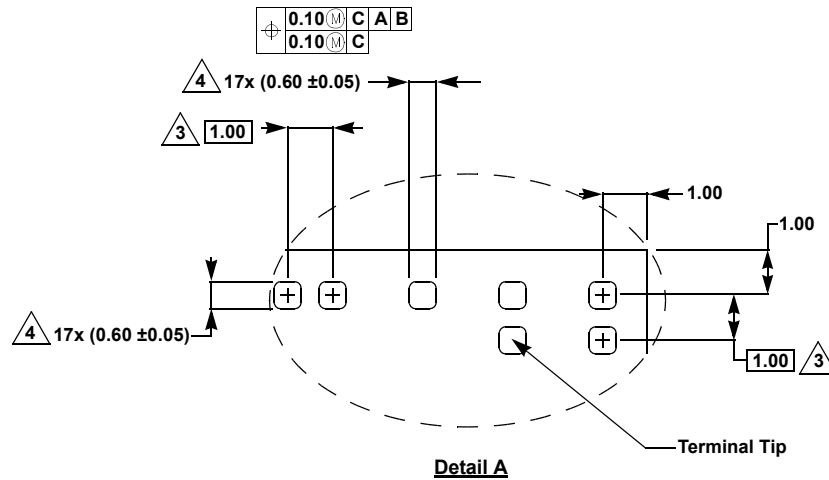 0.10 Ⓜ C A B
0.10 Ⓜ C
4 17x (0.60 ±0.05)
3 1.00
1.00
1.00
4 17x (0.60 ±0.05)
1.00 3
Terminal Tip
Detail A